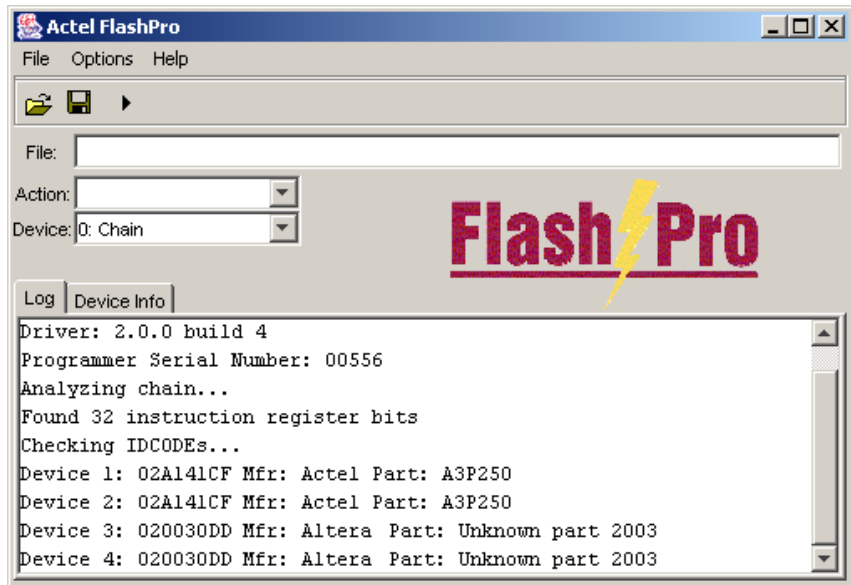 Actel FlashPro
File Options Help
File:
Action:
Device: 0: Chain
Flash Pro
Log Device Info
Driver: 2.0.0 build 4
Programmer Serial Number: 00556
Analyzing chain...
Found 32 instruction register bits
Checking IDCODEs...
Device 1: 02A141CF Mfr: Actel Part: A3P250
Device 2: 02A141CF Mfr: Actel Part: A3P250
Device 3: 020030DD Mfr: Altera Part: Unknown part 2003
Device 4: 020030DD Mfr: Altera Part: Unknown part 2003